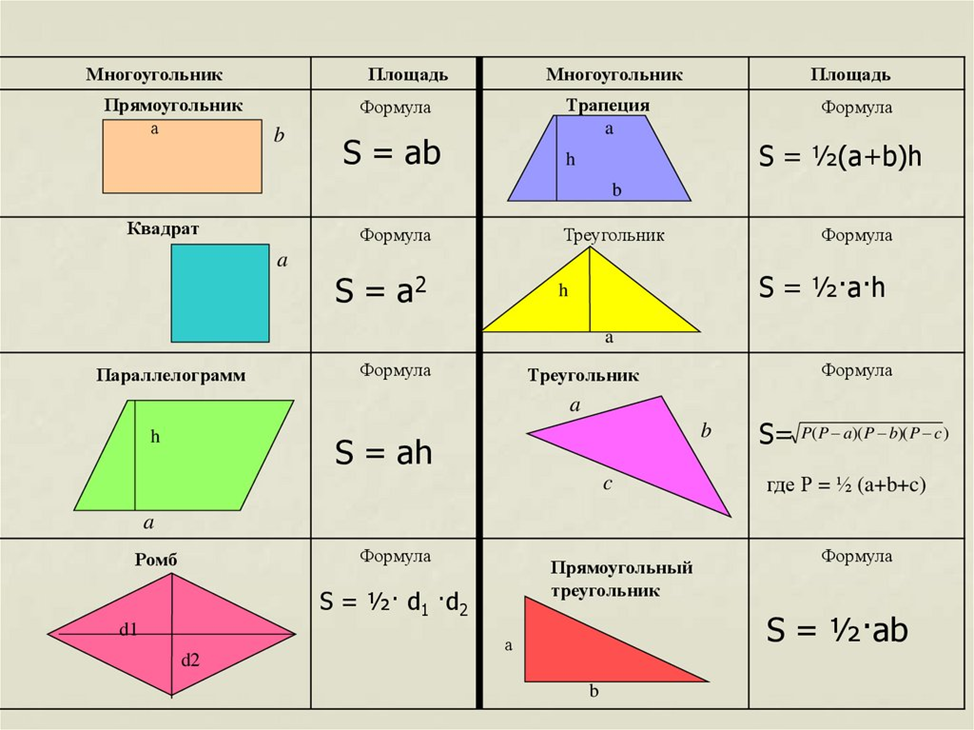 Многоугольник Площадь Многоугольник Площадь
Прямоугольник
a
b
Формула
S = ab
Трапеция
a
h
b
Формула
S = ½(a+b)h
Квадрат
a
Формула
S = a²
Треугольник
h
a
Формула
S = ½·a·h
Параллелограмм
h
a
Формула
S = ah
Треугольник
a
b
c
Формула
S=√P(P−a)(P−b)(P−c)
где P = ½ (a+b+c)
Ромб
d1
d2
Формула
S = ½· d₁ ·d₂
Прямоугольный
треугольник
a
b
Формула
S = ½·ab